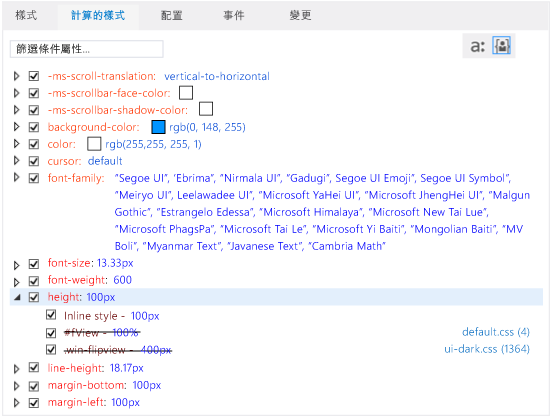 樣式 計算的樣式 配置 事件 變更
篩選條件屬性... a:
-ms-scroll-translation: vertical-to-horizontal
-ms-scrollbar-face-color:
-ms-scrollbar-shadow-color:
background-color: rgb(0, 148, 255)
color: rgb(255,255, 255, 1)
cursor: default
font-family: "Segoe UI", 'Ebrima", "Nirmala UI", "Gadugi", Segoe UI Emoji", Segoe UI Symbol",
"Meiryo UI", Leelawadee UI", "Microsoft YaHei UI", "Microsoft JhengHei UI", "Malgun
Gothic", "Estrangelo Edessa", "Microsoft Himalaya", "Microsoft New Tai Lue",
"Microsoft PhagsPa", "Microsoft Tai Le", "Microsoft Yi Baiti", "Mongolian Baiti", "MV
Boli", "Myanmar Text", "Javanese Text", "Cambria Math"
font-size: 13.33px
font-weight: 600
height: 100px
Inline style - 100px
#fView - 100% default.css (4)
.win-flipview - 400px ui-dark.css (1364)
line-height: 18.17px
margin-bottom: 100px
margin-left: 100px